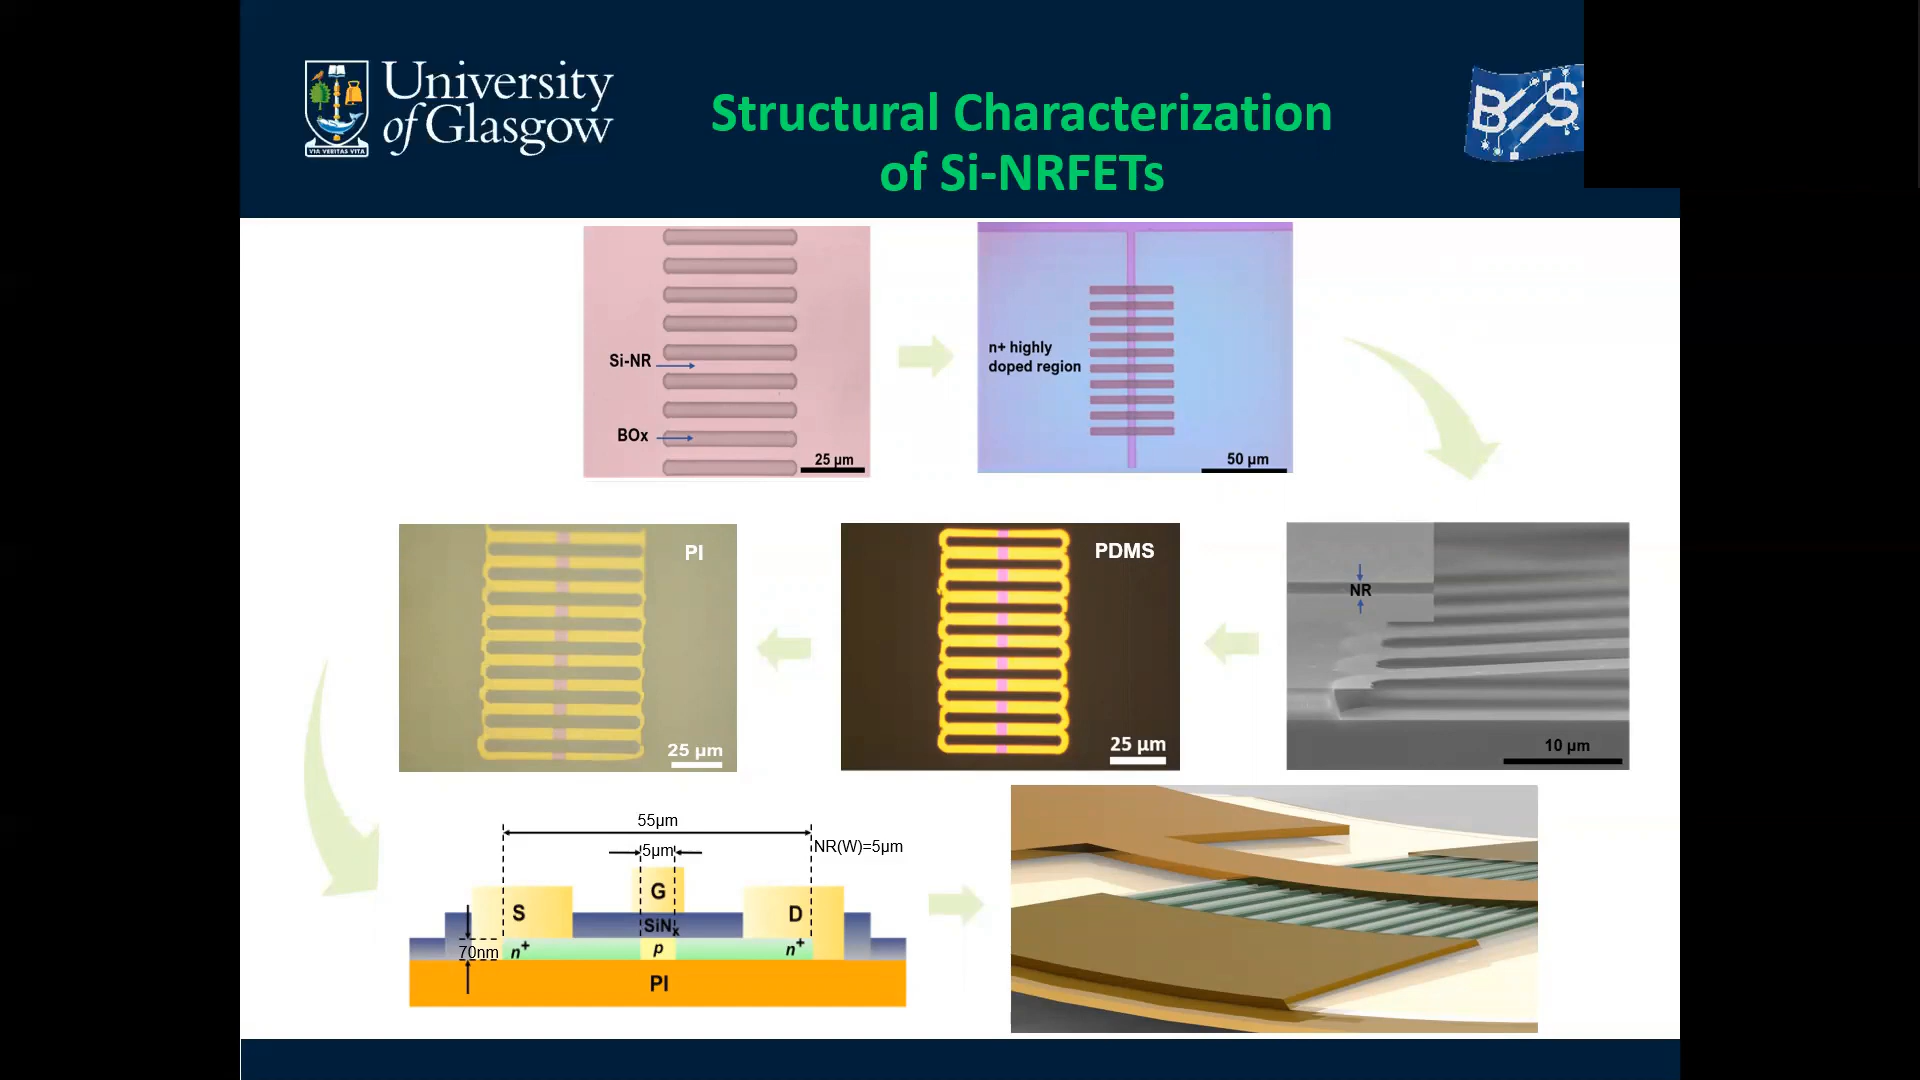 University
of Glasgow
VIA VERITAS VITA
Structural Characterization
of Si-NRFETs
Si-NR
BOx
25 µm
n+ highly
doped region
50 µm
PI
25 µm
PDMS
25 µm
NR
10 µm
55µm
5µm
NR(W)=5µm
G
S
D
SiNx
70nm
n+
p
n+
PI